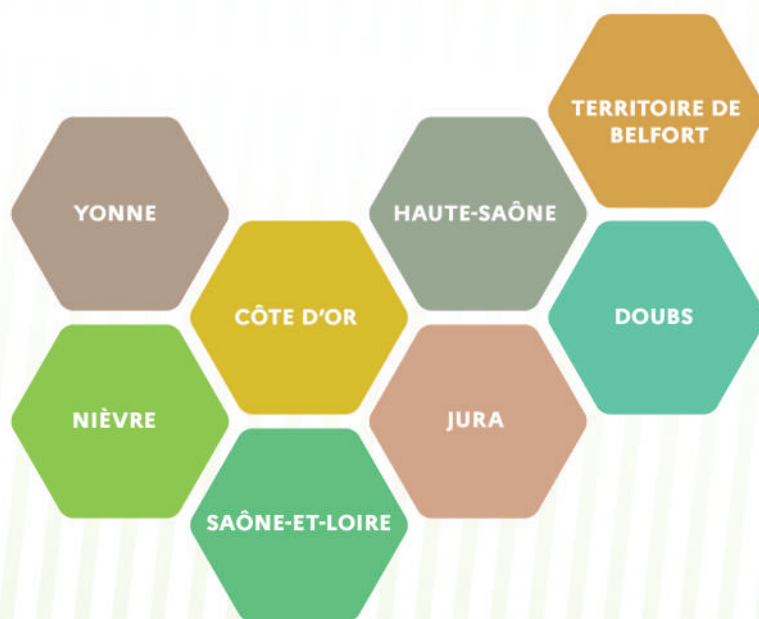 TERRITOIRE DE
BELFORT
YONNE
HAUTE-SAÔNE
CÔTE D'OR
DOUBS
NIÈVRE
JURA
SAÔNE-ET-LOIRE